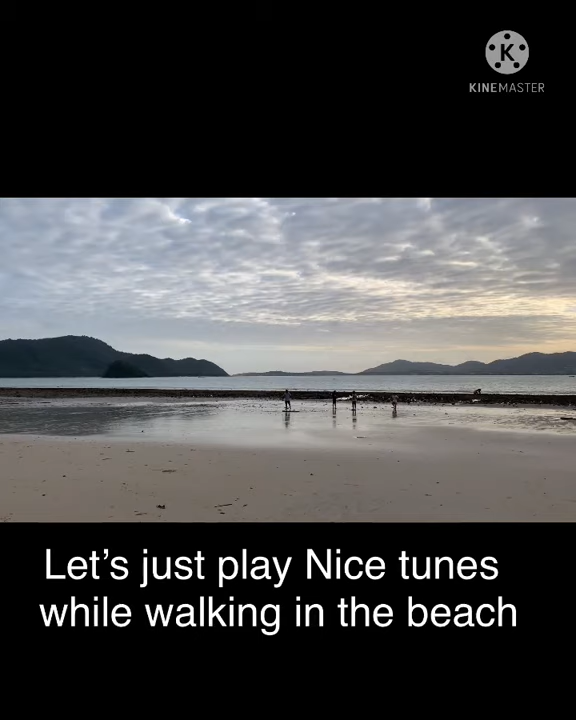 K
KINEMASTER
Let's just play Nice tunes
while walking in the beach